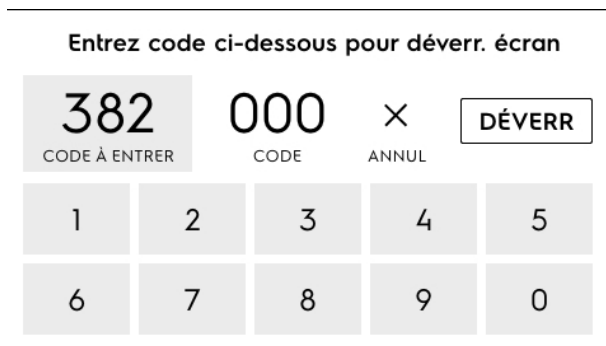 Entrez code ci-dessous pour déverr. écran
382 000 × DÉVERR
CODE À ENTRER CODE ANNUL
1 2 3 4 5
6 7 8 9 0